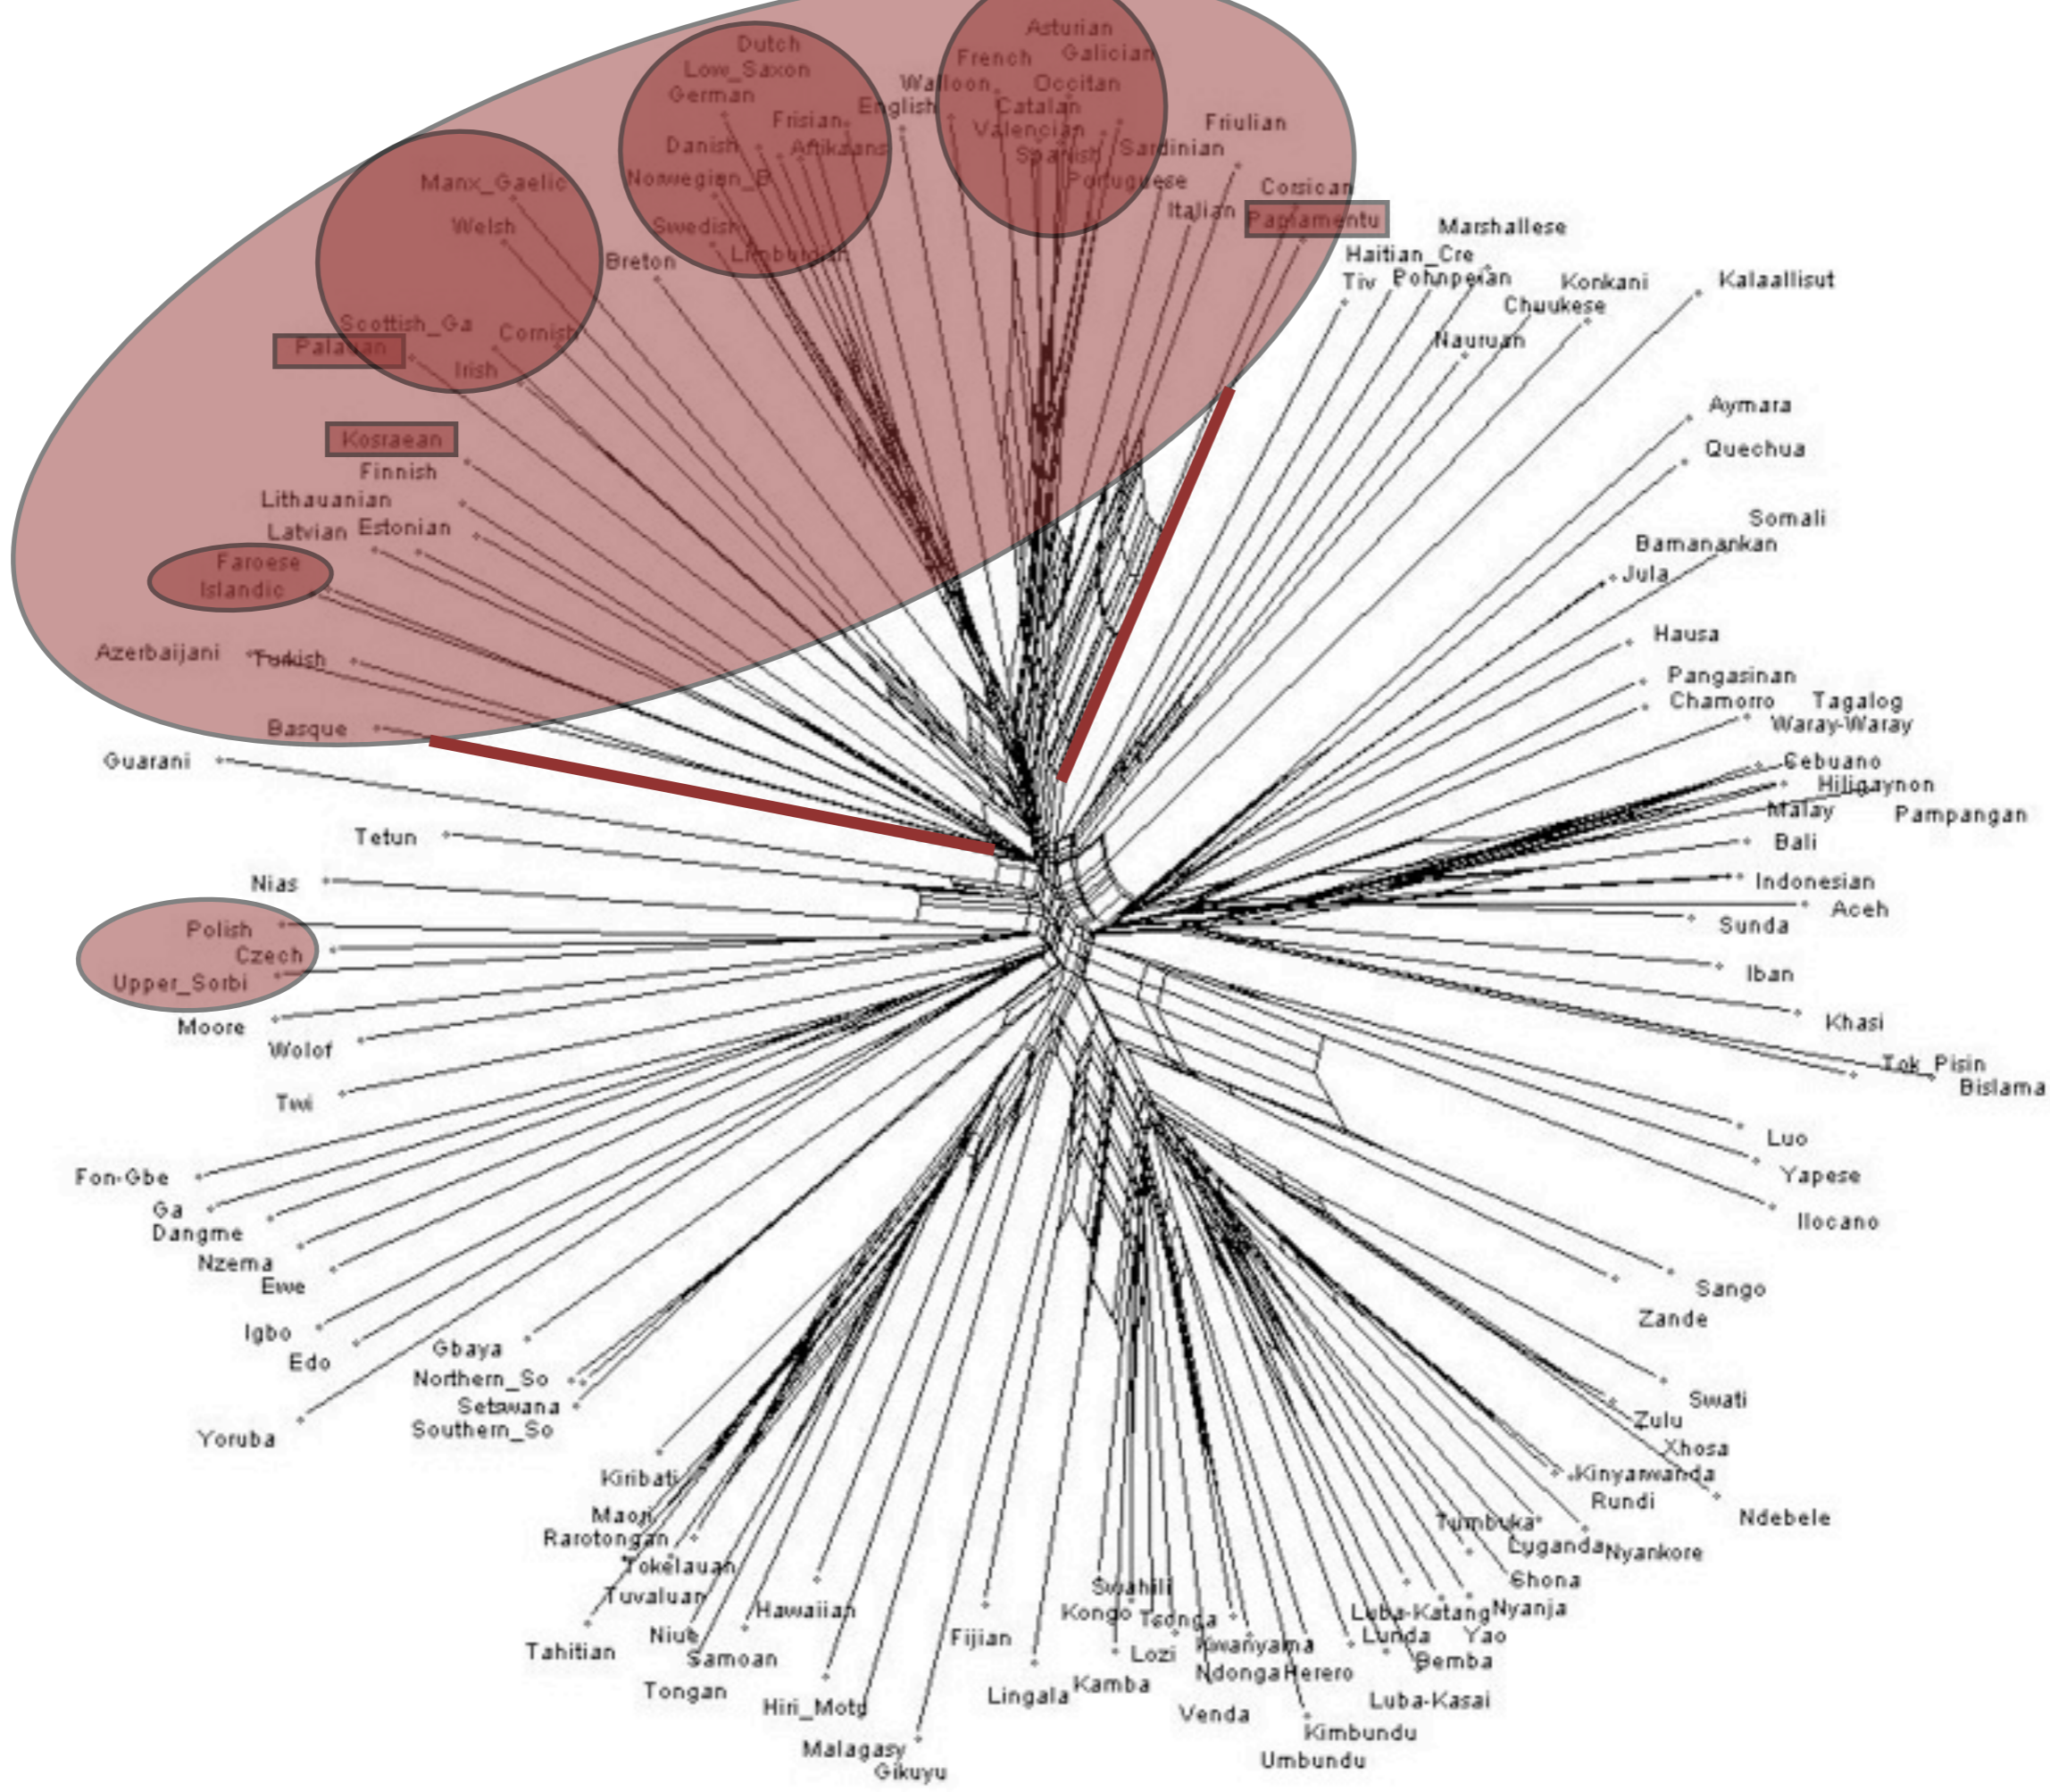 Asturian
Dutch
French
Galician
Low_Saxon
Walloon
Occitan
German
English
Catalan
Frisian
Friulian
Valencian
Danish
Afrikaans
Spanish
Sardinian
Manx_Gaelic
Norwegian_B
Portuguese
Corsican
Italian
Papiamentu
Welsh
Swedish
Marshallese
Limburgish
Haitian_Cre
Breton
Tiv
Pohnpeian
Konkani
Kalaallisut
Chuukese
Scottish_Ga
Cornish
Nauruan
Palauan
Irish
Aymara
Kosraean
Quechua
Finnish
Lithauanian
Somali
Latvian
Estonian
Bamanankan
Faroese
Jula
Islandic
Hausa
Azerbaijani
Turkish
Pangasinan
Chamorro
Tagalog
Basque
Waray-Waray
Guarani
Cebuano
Hiligaynon
Malay
Pampangan
Tetun
Bali
Nias
Indonesian
Aceh
Polish
Sunda
Czech
Iban
Upper_Sorbi
Moore
Khasi
Wolof
Tok_Pisin
Bislama
Twi
Luo
Fon-Gbe
Yapese
Ga
Ilocano
Dangme
Nzema
Ewe
Sango
Zande
Igbo
Gbaya
Edo
Northern_So
Swati
Setswana
Zulu
Southern_So
Yoruba
Xhosa
Kiribati
Kinyarwanda
Rundi
Maori
Ndebele
Tumbuka
Rarotongan
Luganda
Nyankore
Tokelauan
Shona
Swahili
Tuvaluan
Hawaiian
Kongo
Tsonga
Luba-Katang
Nyanja
Niue
Fijian
Kwanyama
Lunda
Yao
Tahitian
Samoan
Lozi
Bemba
Ndonga
Herero
Tongan
Lingala
Kamba
Luba-Kasai
Hiri_Motu
Venda
Kimbundu
Malagasy
Umbundu
Gikuyu